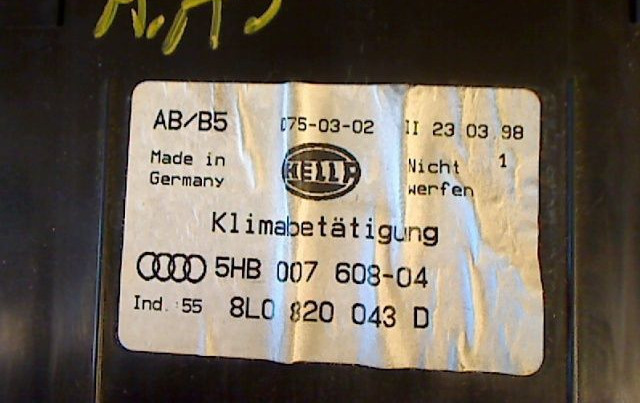 A.A5
AB/B5 075-03-02 II 23 03.98
Made in Germany
HELLA
Nicht werfen 1
Klimabetätigung
5HB 007 608-04
Ind. 55 8L0 820 043 D